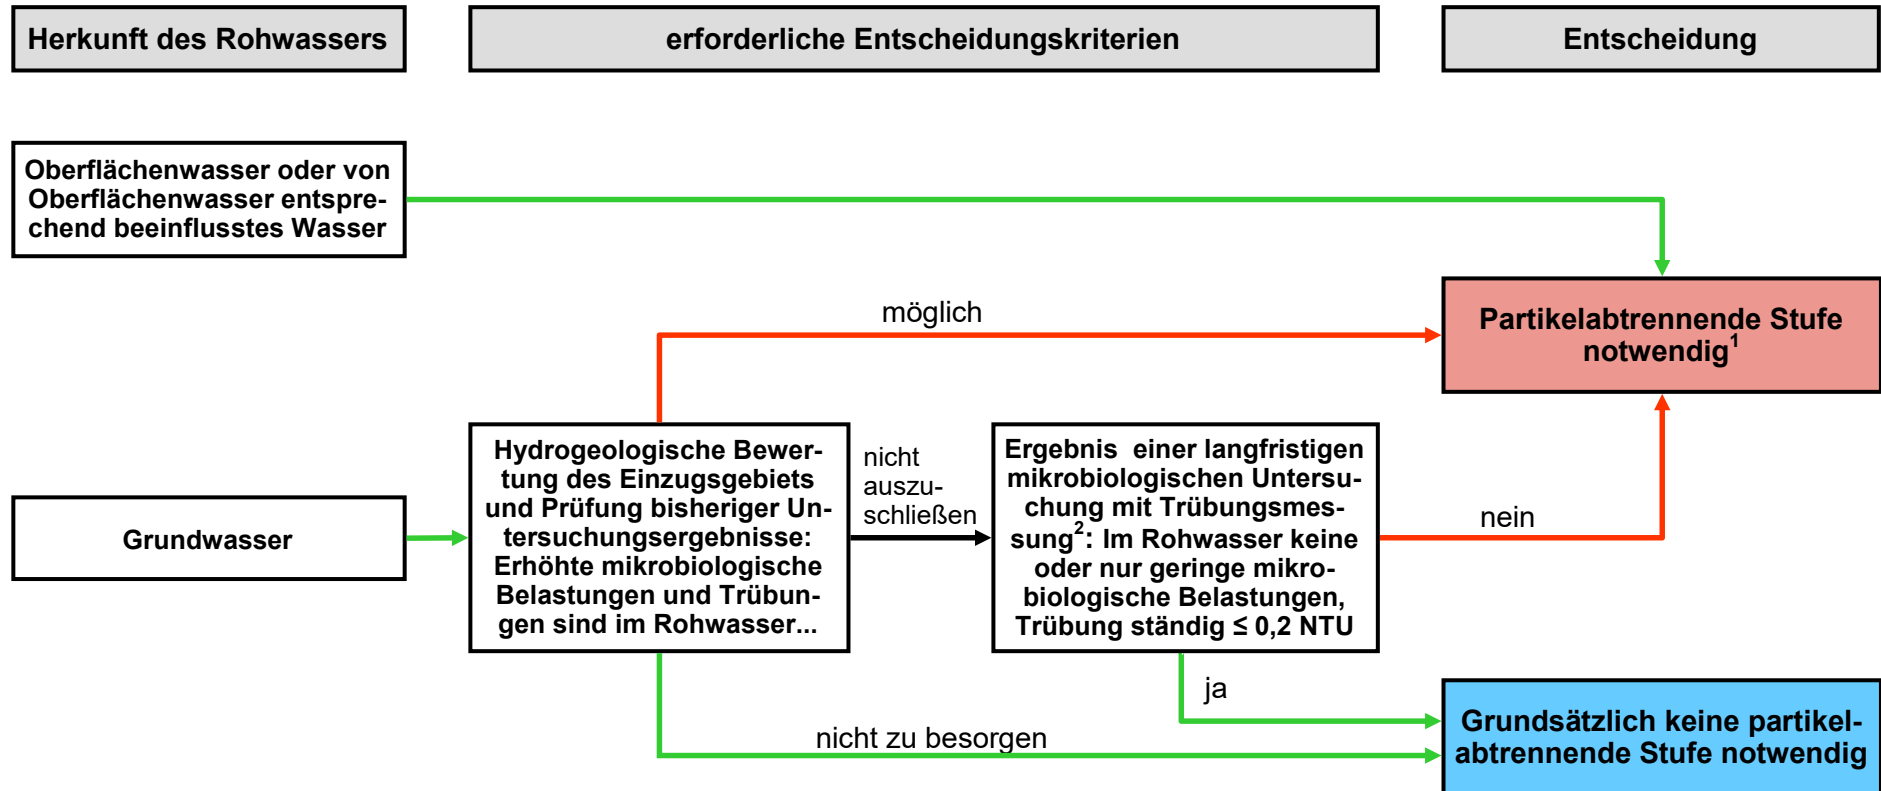 Herkunft des Rohwassers
erforderliche Entscheidungskriterien
Entscheidung
Oberflächenwasser oder von
Oberflächenwasser entspre-
chend beeinflusstes Wasser
möglich
Partikelabtrennende Stufe
notwendig¹
Grundwasser
Hydrogeologische Bewer-
tung des Einzugsgebiets
und Prüfung bisheriger Un-
tersuchungsergebnisse:
Erhöhte mikrobiologische
Belastungen und Trübun-
gen sind im Rohwasser...
nicht
auszu-
schließen
Ergebnis einer langfristigen
mikrobiologischen Untersu-
chung mit Trübungsmes-
sung²: Im Rohwasser keine
oder nur geringe mikro-
biologische Belastungen,
Trübung ständig ≤ 0,2 NTU
nein
ja
nicht zu besorgen
Grundsätzlich keine partikel-
abtrennende Stufe notwendig